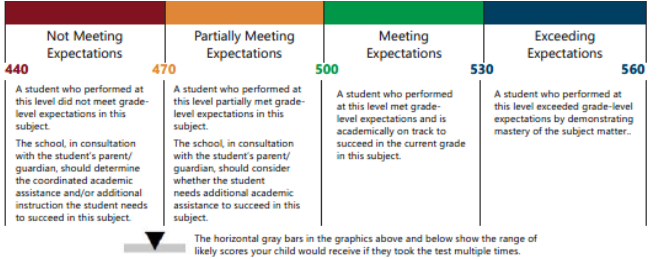 Not Meeting
Expectations
Partially Meeting
Expectations
Meeting
Expectations
Exceeding
Expectations
440
470
500
530
560
A student who performed at
this level did not meet grade-
level expectations in this
subject.
The school, in consultation
with the student's parent/
guardian, should determine
the coordinated academic
assistance and/or additional
instruction the student needs
to succeed in this subject.
A student who performed at
this level partially met grade-
level expectations in this
subject.
The school, in consultation
with the student's parent/
guardian, should consider
whether the student
needs additional academic
assistance to succeed in this
subject.
A student who performed
at this level met grade-
level expectations and is
academically on track to
succeed in the current grade
in this subject.
A student who performed at
this level exceeded grade-level
expectations by demonstrating
mastery of the subject matter..
The horizontal gray bars in the graphics above and below show the range of
likely scores your child would receive if they took the test multiple times.